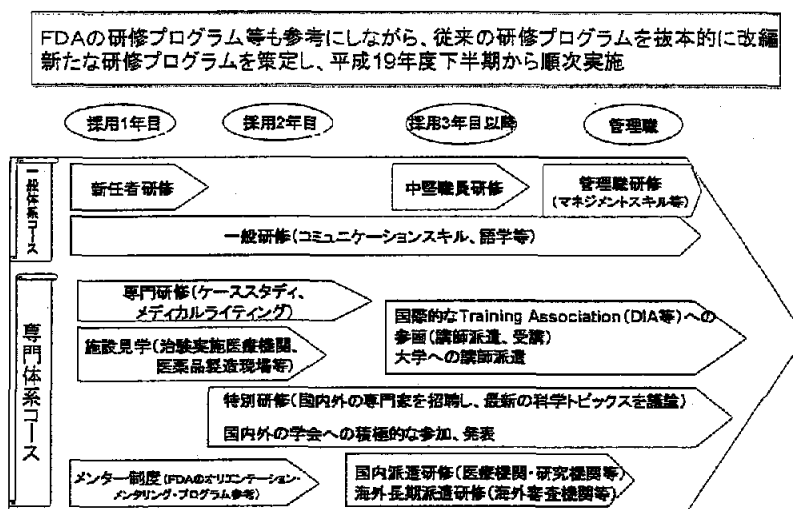 FDAの研修プログラム等も参考にしながら、従来の研修プログラムを抜本的に改編
新たな研修プログラムを策定し、平成19年度下半期から順次実施
採用1年目
採用2年目
採用3年目以降
管理職
一般体系コース
新任者研修
中堅職員研修
管理職研修
(マネジメントスキル等)
一般研修(コミュニケーションスキル、語学等)
専門体系コース
専門研修(ケーススタディ、
メディカルライティング)
施設見学(治験実施医療機関、
医薬品製造現場等)
国際的なTraining Association(DIA等)への
参画(講師派遣、受講)
大学への講師派遣
特別研修(国内外の専門家を招聘し、最新の科学トピックスを議論)
国内外の学会への積極的な参加、発表
メンター制度(FDAのオリエンテーション・
メンタリング・プログラム参考)
国内派遣研修(医療機関・研究機関等)
海外長期派遣研修(海外審査機関等)